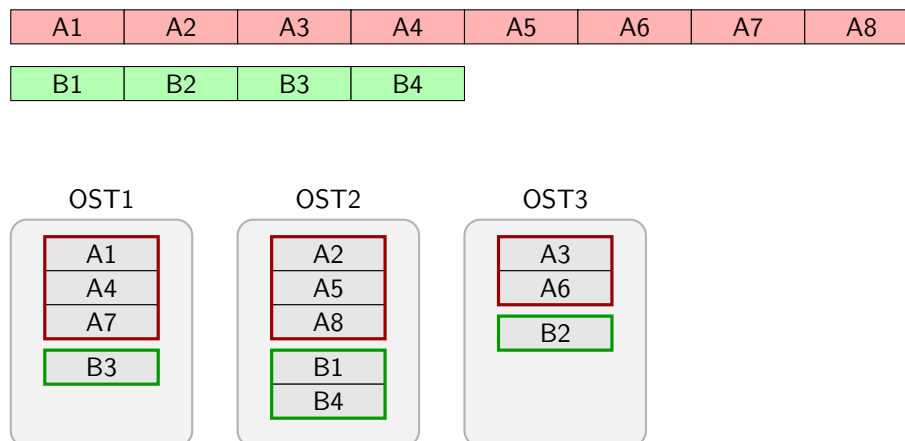 A1 A2 A3 A4 A5 A6 A7 A8
B1 B2 B3 B4
OST1 OST2 OST3
A1 A2 A3
A4 A5 A6
A7 A8
B2
B3 B1
B4